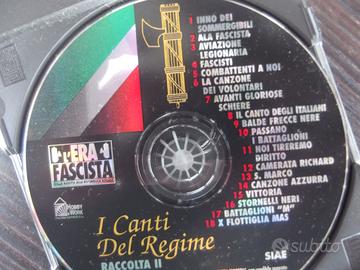 1 INNO DEI
SOMMERGIBILI
2 ALA FASCISTA
3 AVIAZIONE
LEGIONARIA
4 FASCISTI
5 COMBATTENTI A NOI
6 LA CANZONE
DEI VOLONTARI
7 AVANTI GLORIOSE
SCHIERE
8 IL CANTO DEGLI ITALIANI
9 BALDE FRECCE NERE
10 PASSANO
I BATTAGLIONI
11 NOI TIREREMO
DIRITTO
12 CAMERATA RICHARD
13 S. MARCO
14 CANZONE AZZURRA
15 VITTORIA
16 STORNELLI NERI
17 BATTAGLIONI "M"
18 X FLOTTIGLIA MAS
L'ERA
FASCISTA
HOBBY
& WORK
I Canti
Del Regime
RACCOLTA II
SIAE
subito